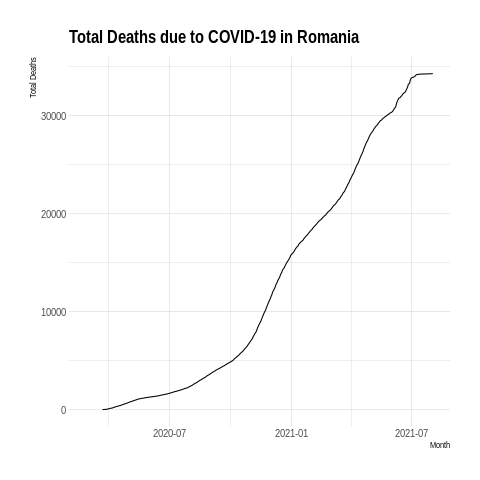 Total Deaths due to COVID-19 in Romania
Total Deaths
30000
20000
10000
0
2020-07
2021-01
2021-07
Month